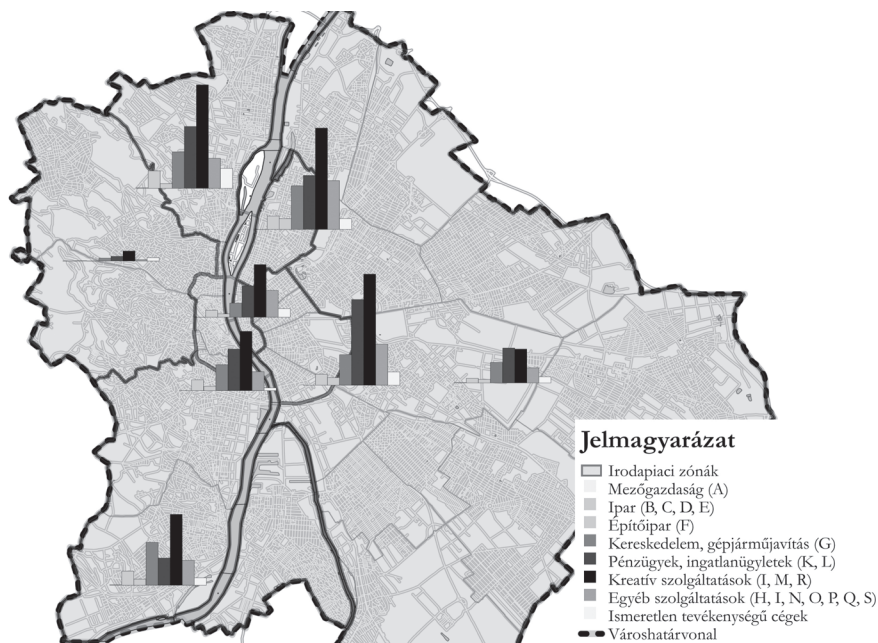 Jelmagyarázat
Irodapiaci zónák
Mezőgazdaság (A)
Ipar (B, C, D, E)
Építőipar (F)
Kereskedelem, gépjárműjavítás (G)
Pénzügyek, ingatlanügyletek (K, L)
Kreatív szolgáltatások (I, M, R)
Egyéb szolgáltatások (H, I, N, O, P, Q, S)
Ismeretlen tevékenységű cégek
Városhatárvonal